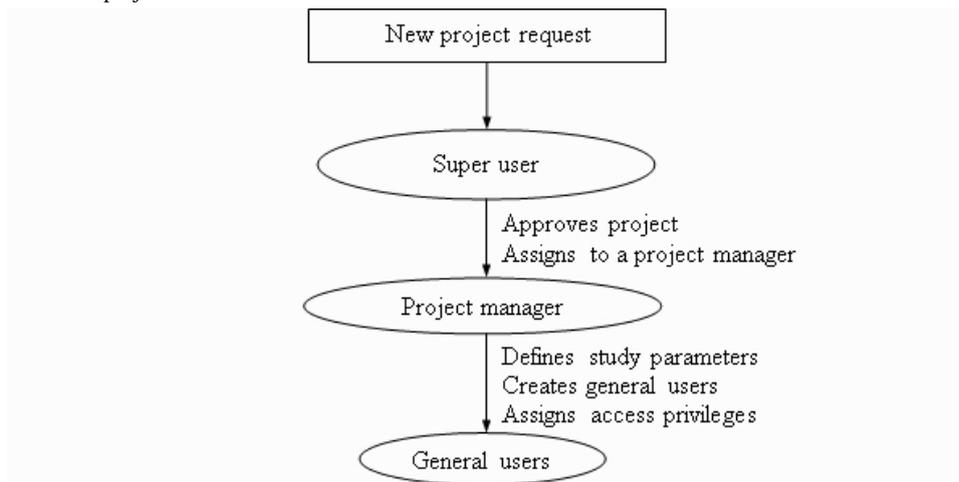 New project request
Super user
Approves project
Assigns to a project manager
Project manager
Defines study parameters
Creates general users
Assigns access privileges
General users